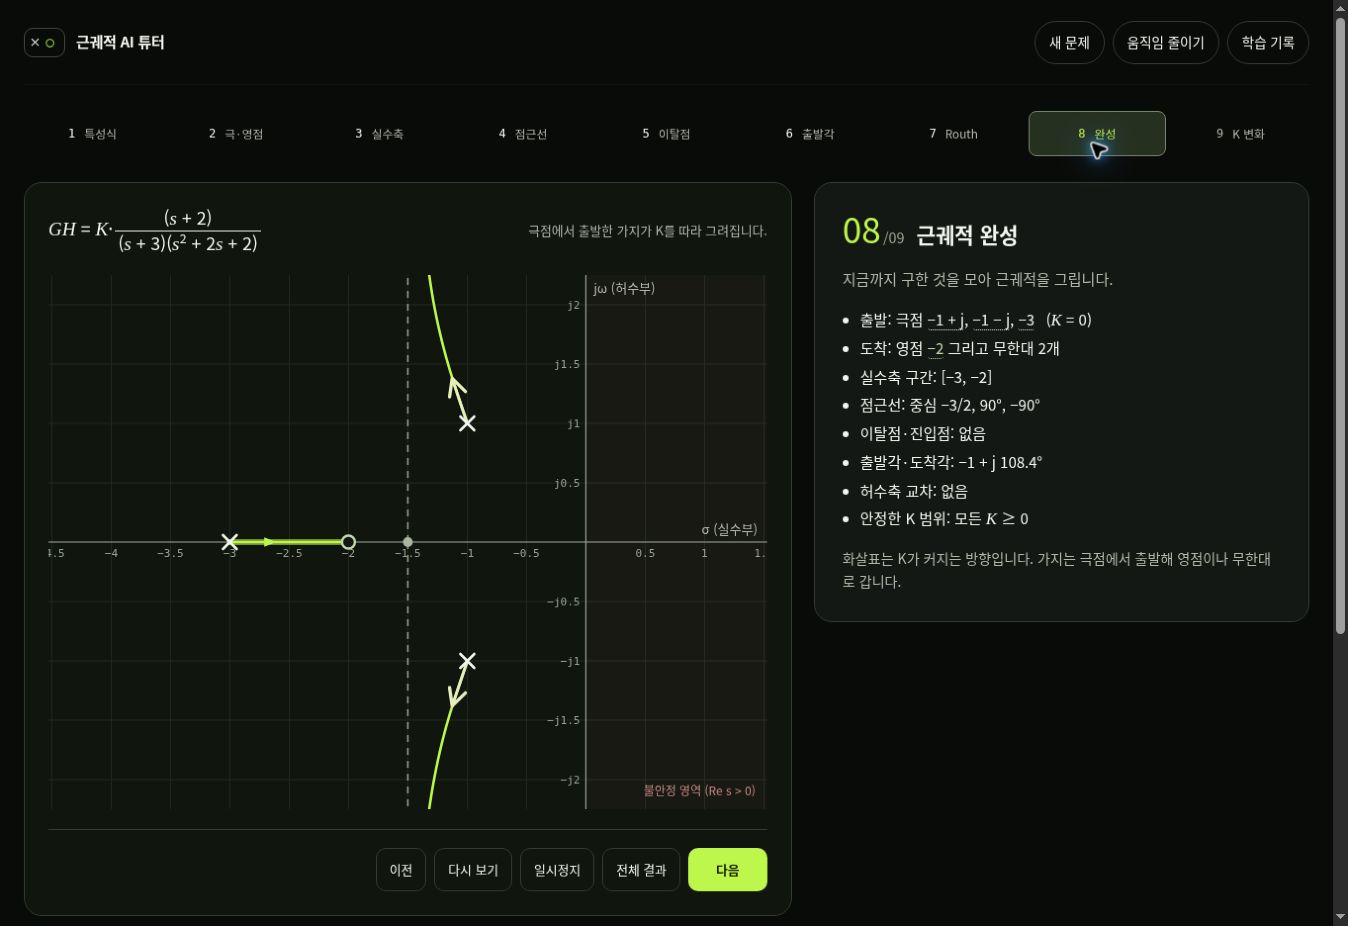 × ○ 근궤적 AI 튜터
새 문제
움직임 줄이기
학습 기록
1 특성식
2 극·영점
3 실수축
4 점근선
5 이탈점
6 출발각
7 Routh
8 완성
9 K 변화
GH = K· (s + 2) / (s + 3)(s² + 2s + 2)
극점에서 출발한 가지가 K를 따라 그려집니다.
jω (허수부)
j2
j1.5
j1
j0.5
σ (실수부)
−4 −3.5 −3 −2.5 −2 −1.5 −1 −0.5 0.5 1
−j0.5
−j1
−j1.5
−j2
불안정 영역 (Re s > 0)
이전
다시 보기
일시정지
전체 결과
다음
08/09 근궤적 완성
지금까지 구한 것을 모아 근궤적을 그립니다.
• 출발: 극점 −1 + j, −1 − j, −3 (K = 0)
• 도착: 영점 −2 그리고 무한대 2개
• 실수축 구간: [−3, −2]
• 점근선: 중심 −3/2, 90°, −90°
• 이탈점·진입점: 없음
• 출발각·도착각: −1 + j 108.4°
• 허수축 교차: 없음
• 안정한 K 범위: 모든 K ≥ 0
화살표는 K가 커지는 방향입니다. 가지는 극점에서 출발해 영점이나 무한대
로 갑니다.